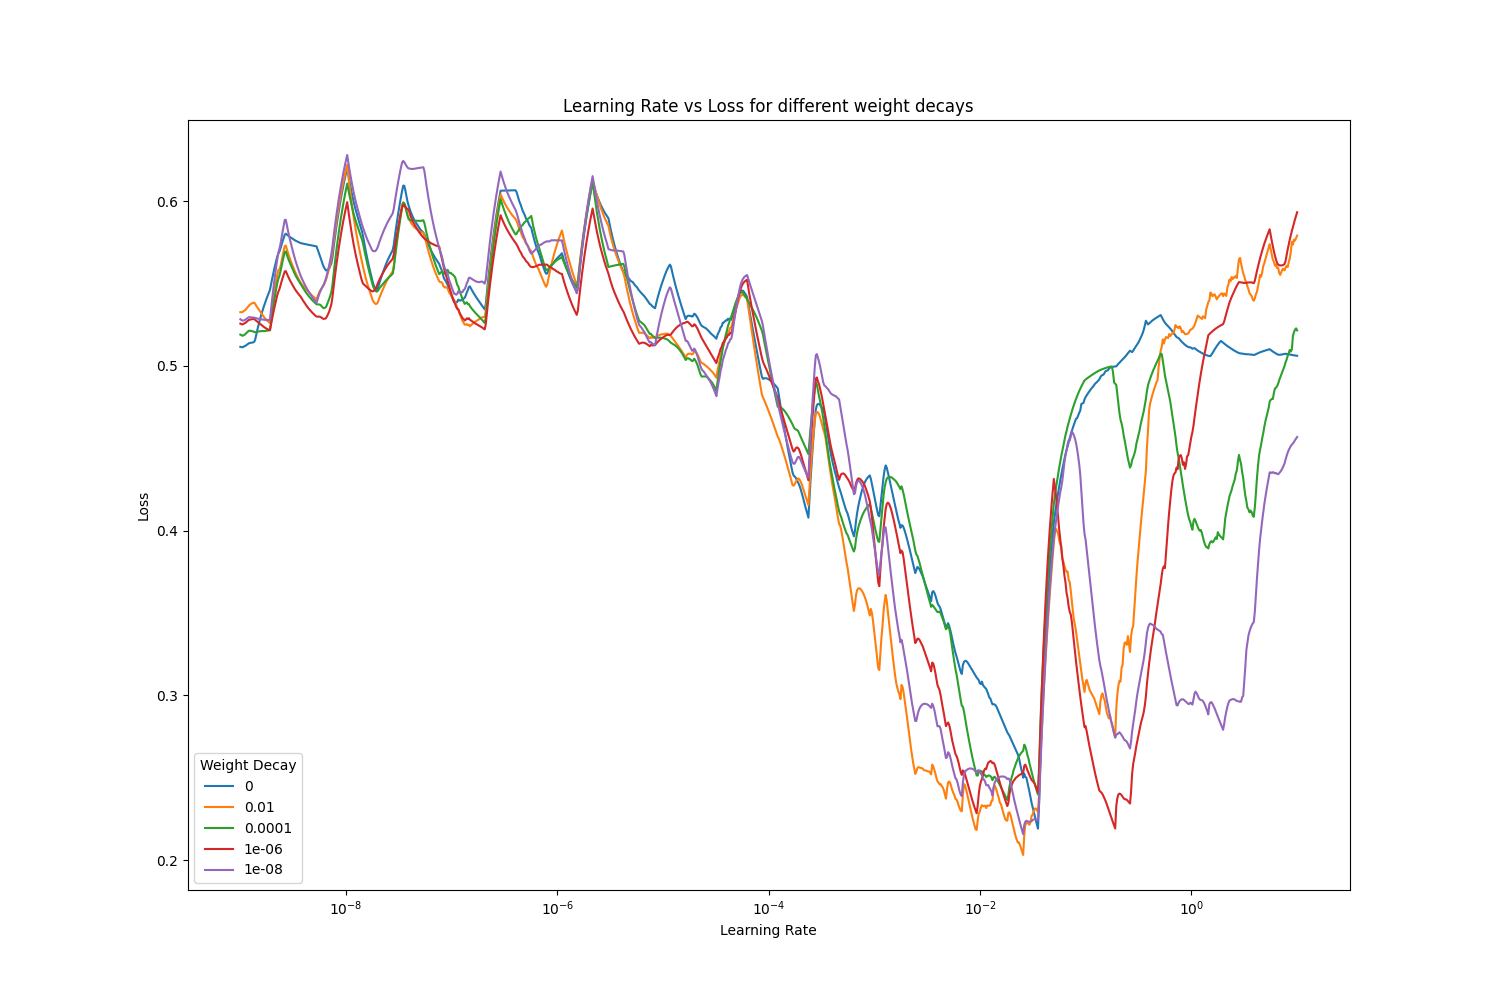 Learning Rate vs Loss for different weight decays
Loss
0.6
0.5
0.4
0.3
0.2
Weight Decay
0
0.01
0.0001
1e-06
1e-08
10⁻⁸
10⁻⁶
10⁻⁴
10⁻²
10⁰
Learning Rate